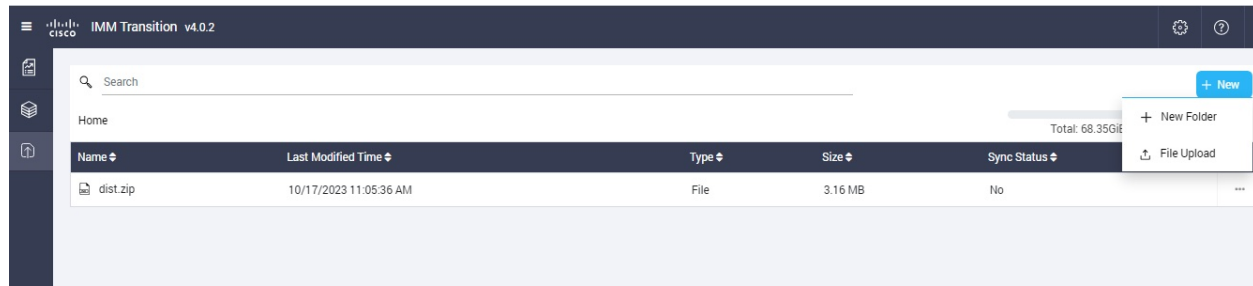 CISCO IMM Transition v4.0.2
Search
+ New
Home
Total: 68.35GiB
+ New Folder
File Upload
Name Last Modified Time Type Size Sync Status
dist.zip 10/17/2023 11:05:36 AM File 3.16 MB No ...